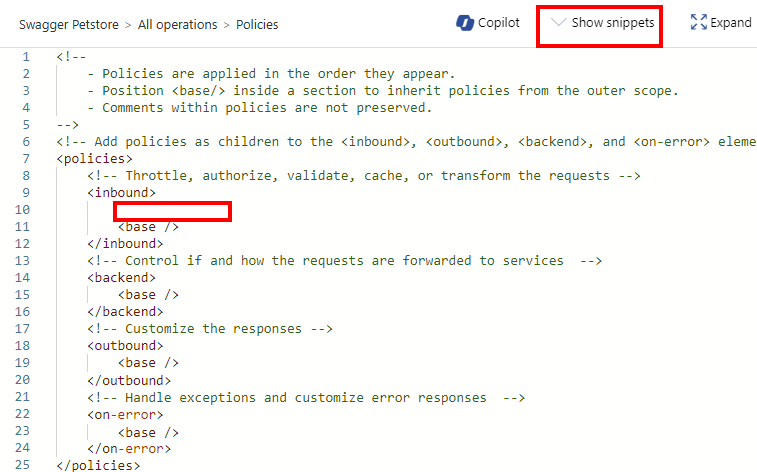 Swagger Petstore > All operations > Policies Copilot Show snippets Expand
1 <!--
2 - Policies are applied in the order they appear.
3 - Position <base/> inside a section to inherit policies from the outer scope.
4 - Comments within policies are not preserved.
5 -->
6 <!-- Add policies as children to the <inbound>, <outbound>, <backend>, and <on-error> eleme
7 <policies>
8 <!-- Throttle, authorize, validate, cache, or transform the requests -->
9 <inbound>
10
11 <base />
12 </inbound>
13 <!-- Control if and how the requests are forwarded to services  -->
14 <backend>
15 <base />
16 </backend>
17 <!-- Customize the responses -->
18 <outbound>
19 <base />
20 </outbound>
21 <!-- Handle exceptions and customize error responses  -->
22 <on-error>
23 <base />
24 </on-error>
25 </policies>